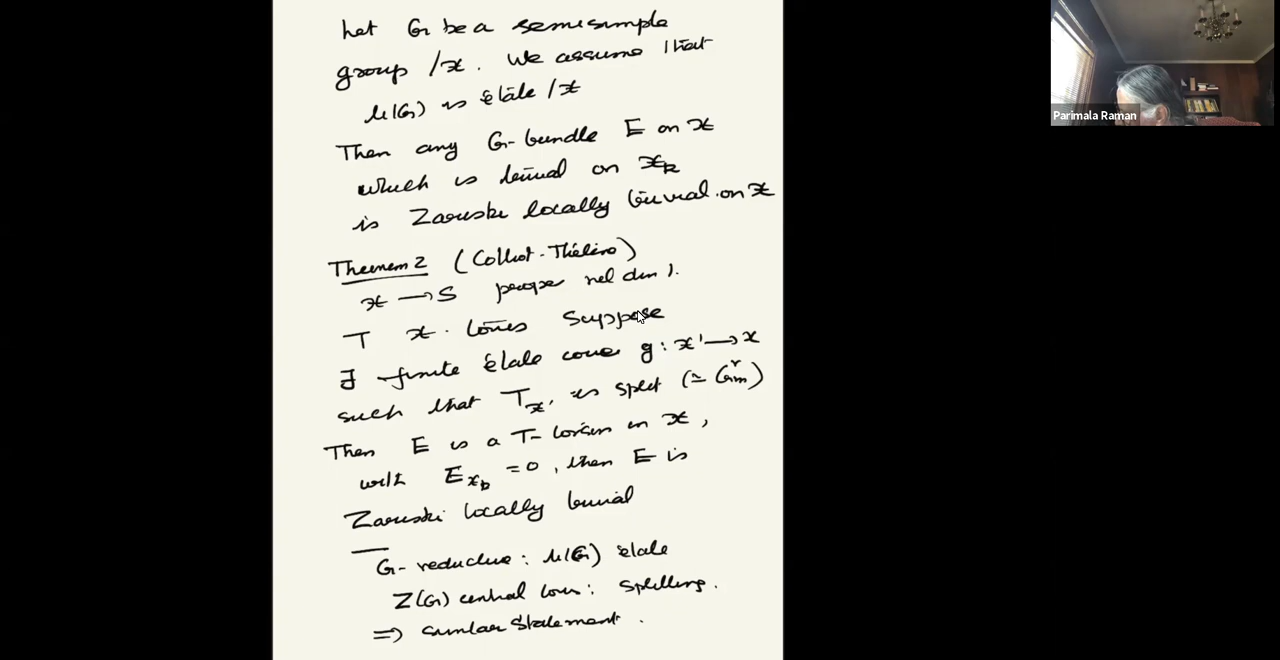 Let G be a semisimple
group /𝔛. We assume that
μ(G) is étale /𝔛
Then any G-bundle E on 𝔛
which is trivial on 𝔛_k
is Zariski locally trivial on 𝔛
Theorem 2 (Colliot-Thélène)
𝔛 → S proper rel dim 1.
T 𝔛-torus Suppose
∃ finite étale cover g: 𝔛' → 𝔛
such that T_𝔛' is split (≃ G_m^r)
Then E is a T-torsor on 𝔛,
with E_𝔛_b = 0, then E is
Zariski locally trivial
G-reductive: μ(G) étale
Z(G) central torus: splitting.
⇒ similar statement.
Parimala Raman